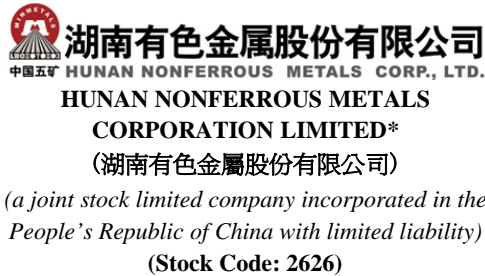 MINMETALS
湖南有色金属股份有限公司
中国五矿 HUNAN NONFERROUS METALS CORP., LTD.
HUNAN NONFERROUS METALS
CORPORATION LIMITED*
(湖南有色金屬股份有限公司)
(a joint stock limited company incorporated in the
People's Republic of China with limited liability)
(Stock Code: 2626)